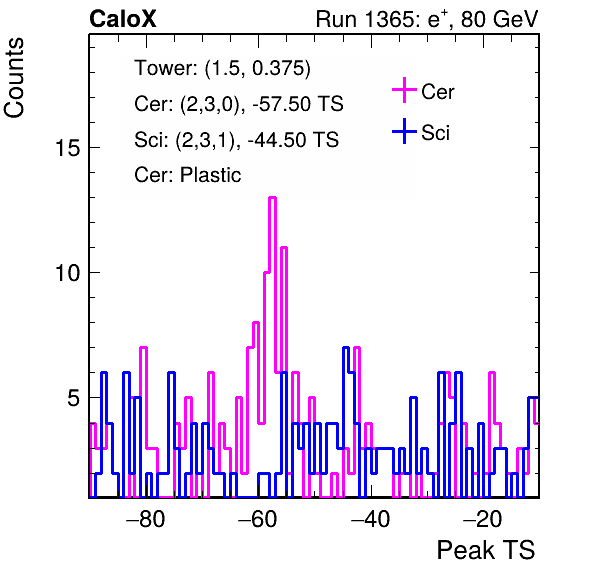 CaloX Run 1365: e⁺, 80 GeV
Counts
Tower: (1.5, 0.375)
Cer: (2,3,0), -57.50 TS
Sci: (2,3,1), -44.50 TS
Cer: Plastic
Cer
Sci
15
10
5
−80 −60 −40 −20
Peak TS